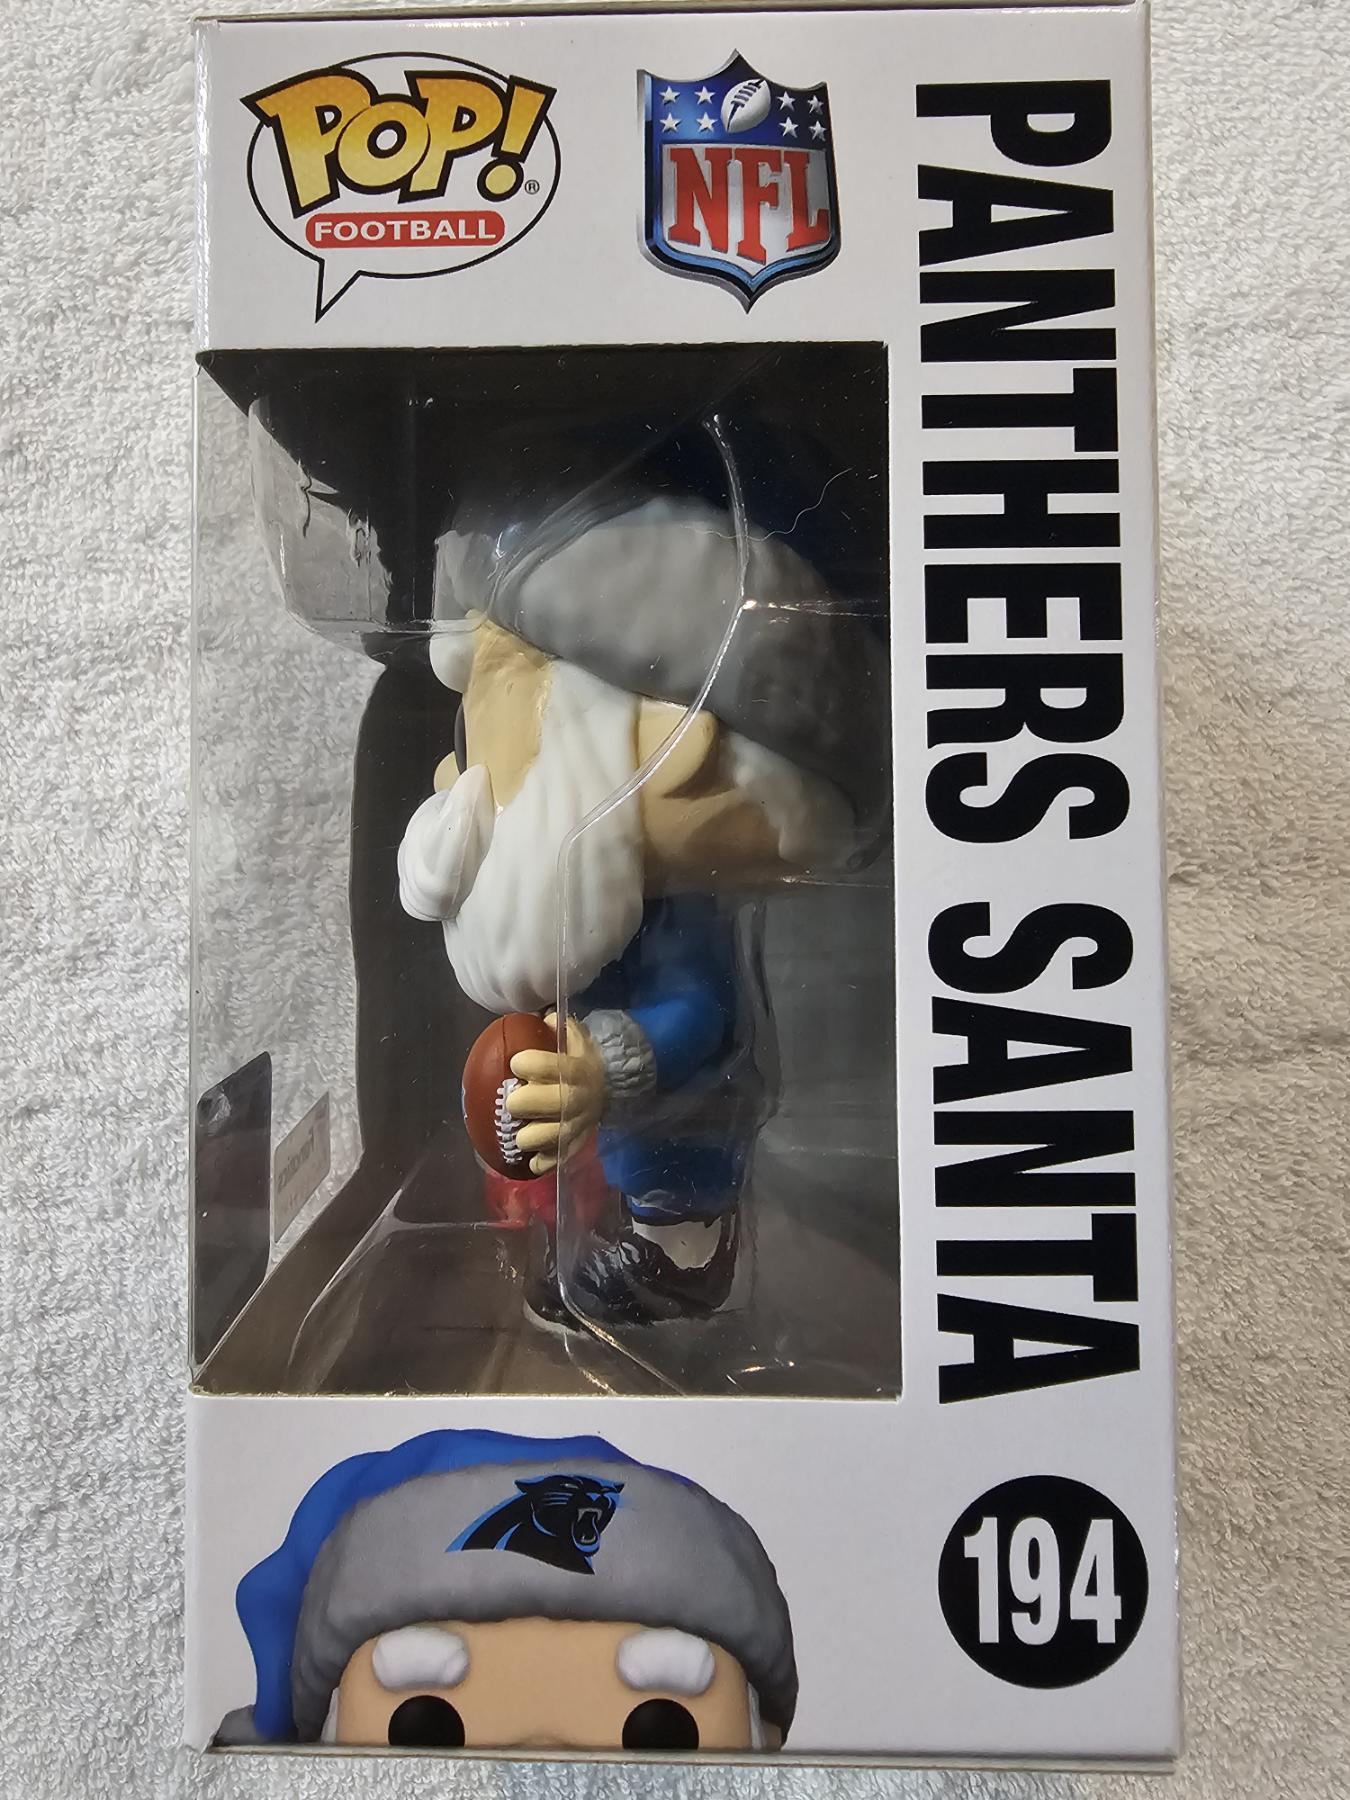 POP!
®
FOOTBALL
NFL
PANTHERS SANTA
194